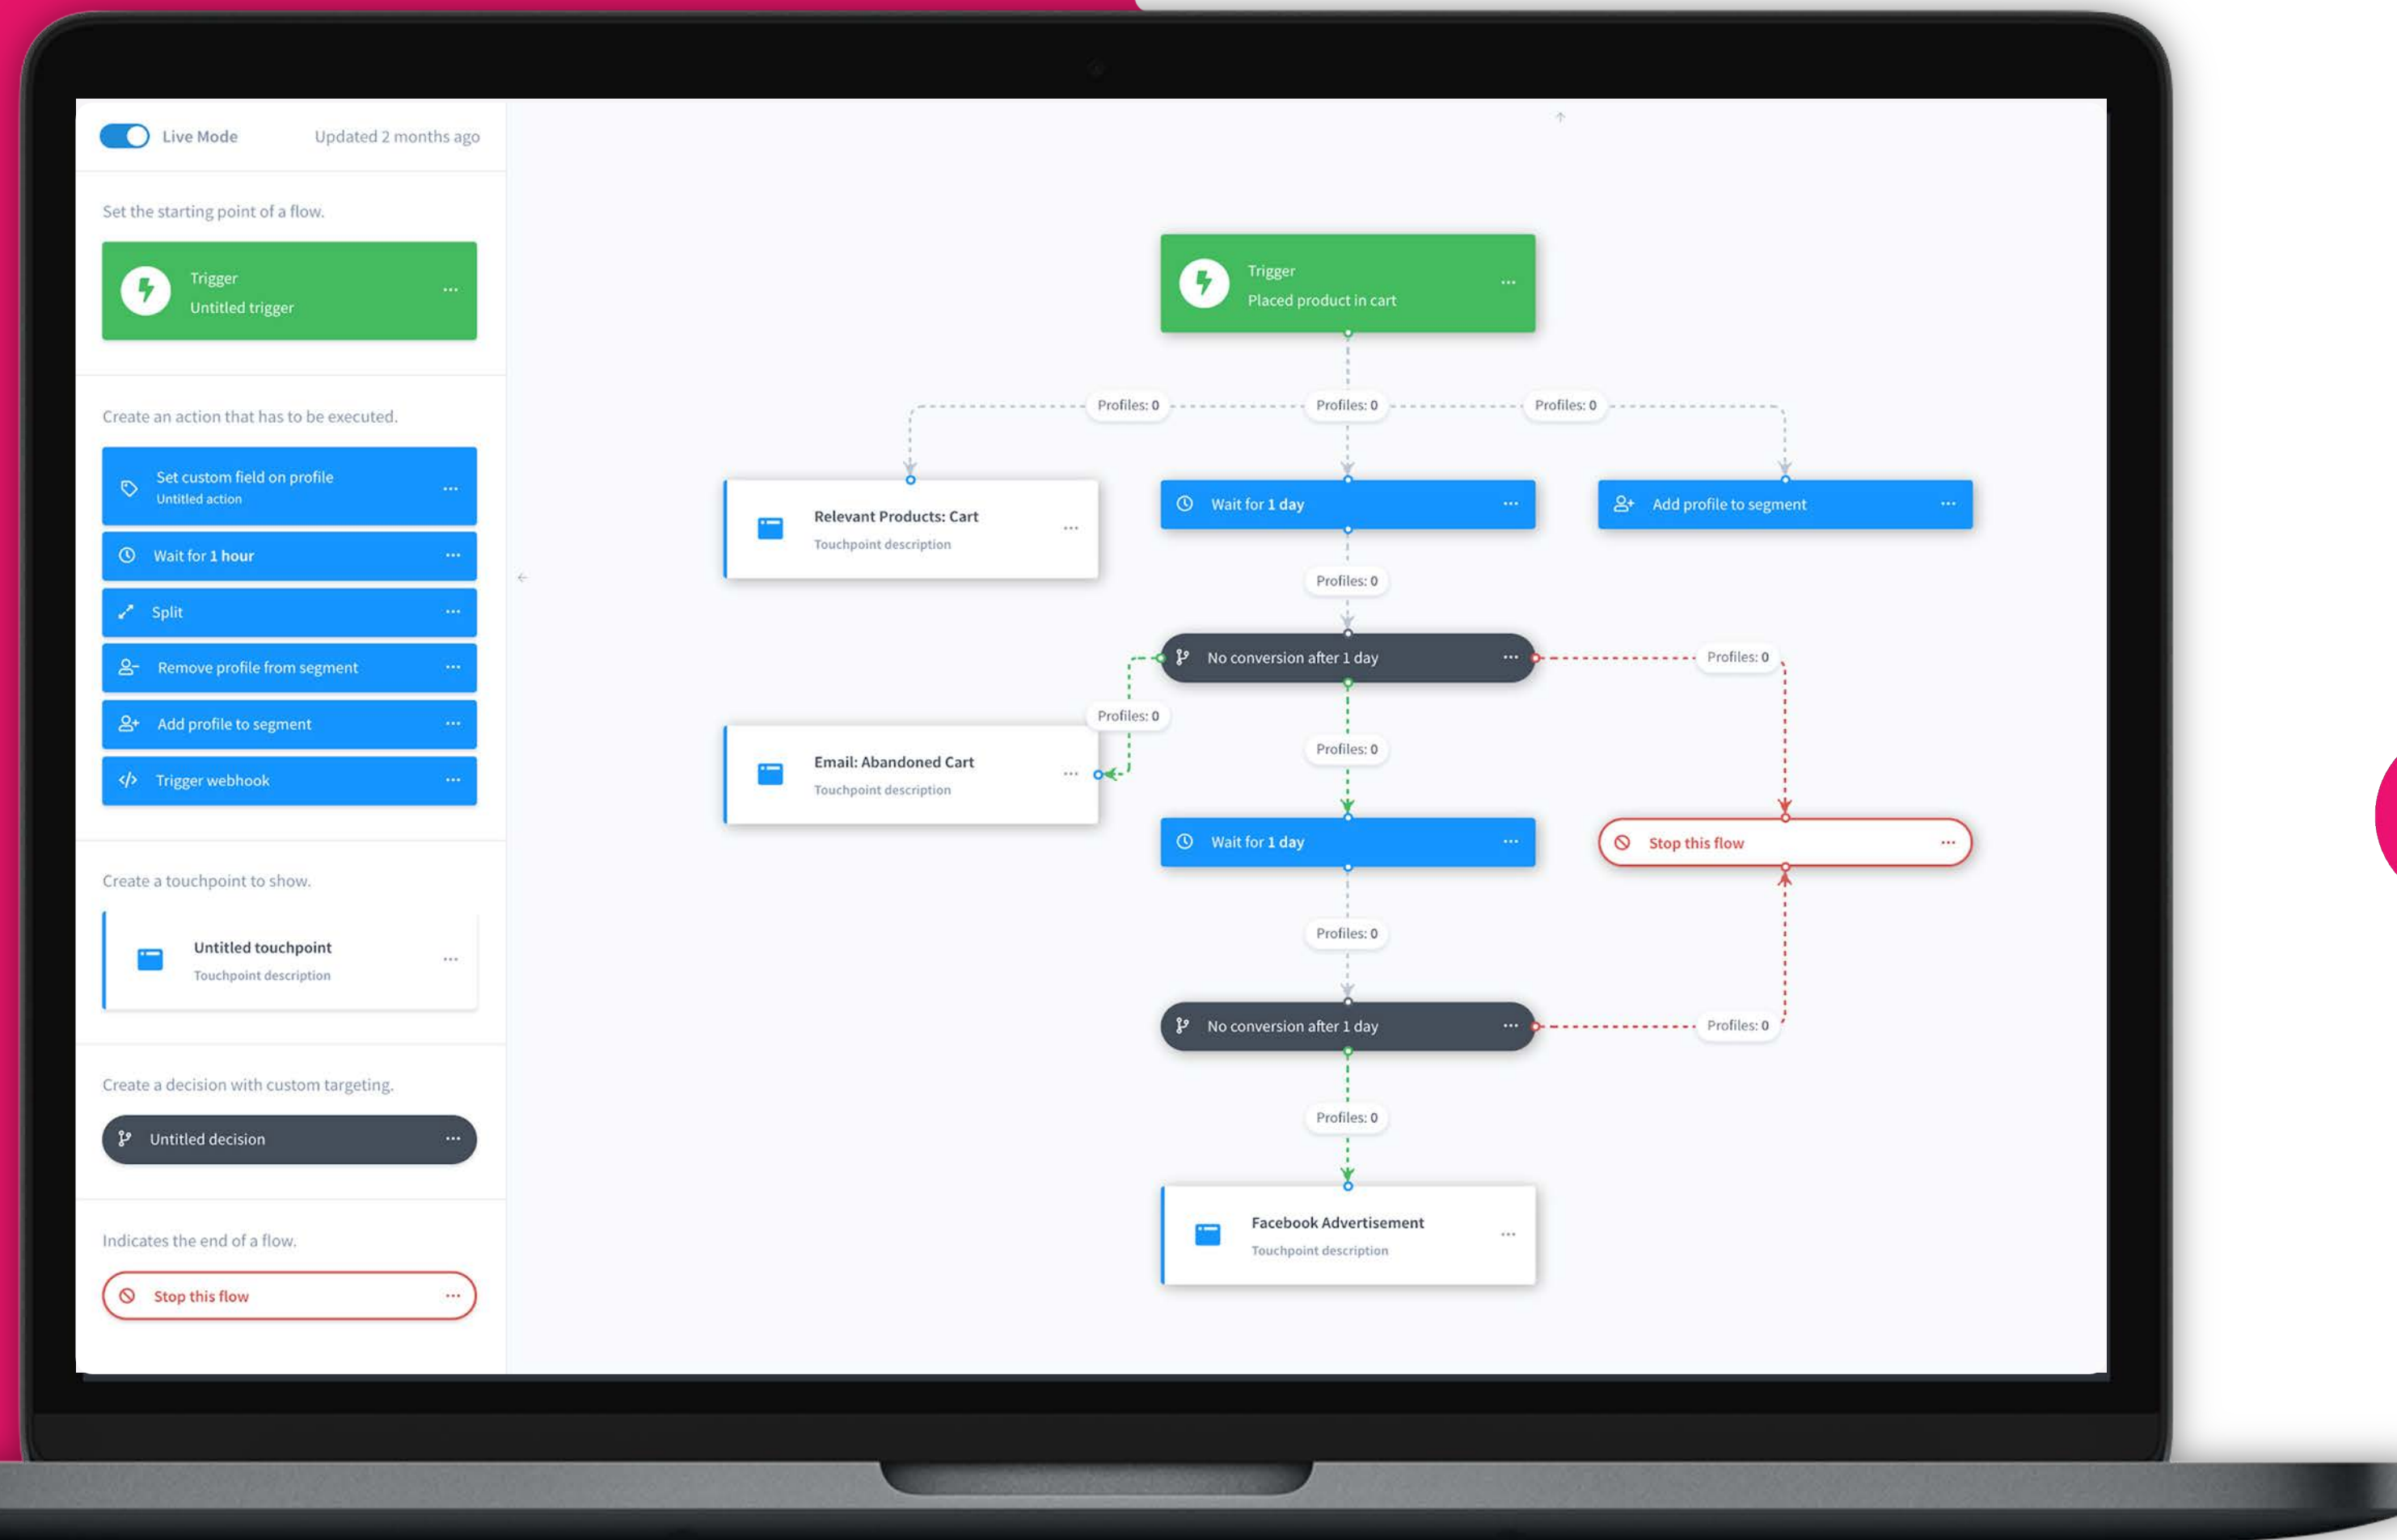 Live Mode
Updated 2 months ago
Set the starting point of a flow.
Trigger
Untitled trigger
Create an action that has to be executed.
Set custom field on profile
Untitled action
Wait for 1 hour
Split
Remove profile from segment
Add profile to segment
Trigger webhook
Create a touchpoint to show.
Untitled touchpoint
Touchpoint description
Create a decision with custom targeting.
Untitled decision
Indicates the end of a flow.
Stop this flow
Trigger
Placed product in cart
Profiles: 0
Profiles: 0
Profiles: 0
Relevant Products: Cart
Touchpoint description
Wait for 1 day
Add profile to segment
Profiles: 0
No conversion after 1 day
Profiles: 0
Profiles: 0
Profiles: 0
Email: Abandoned Cart
Touchpoint description
Wait for 1 day
Stop this flow
Profiles: 0
No conversion after 1 day
Profiles: 0
Profiles: 0
Facebook Advertisement
Touchpoint description